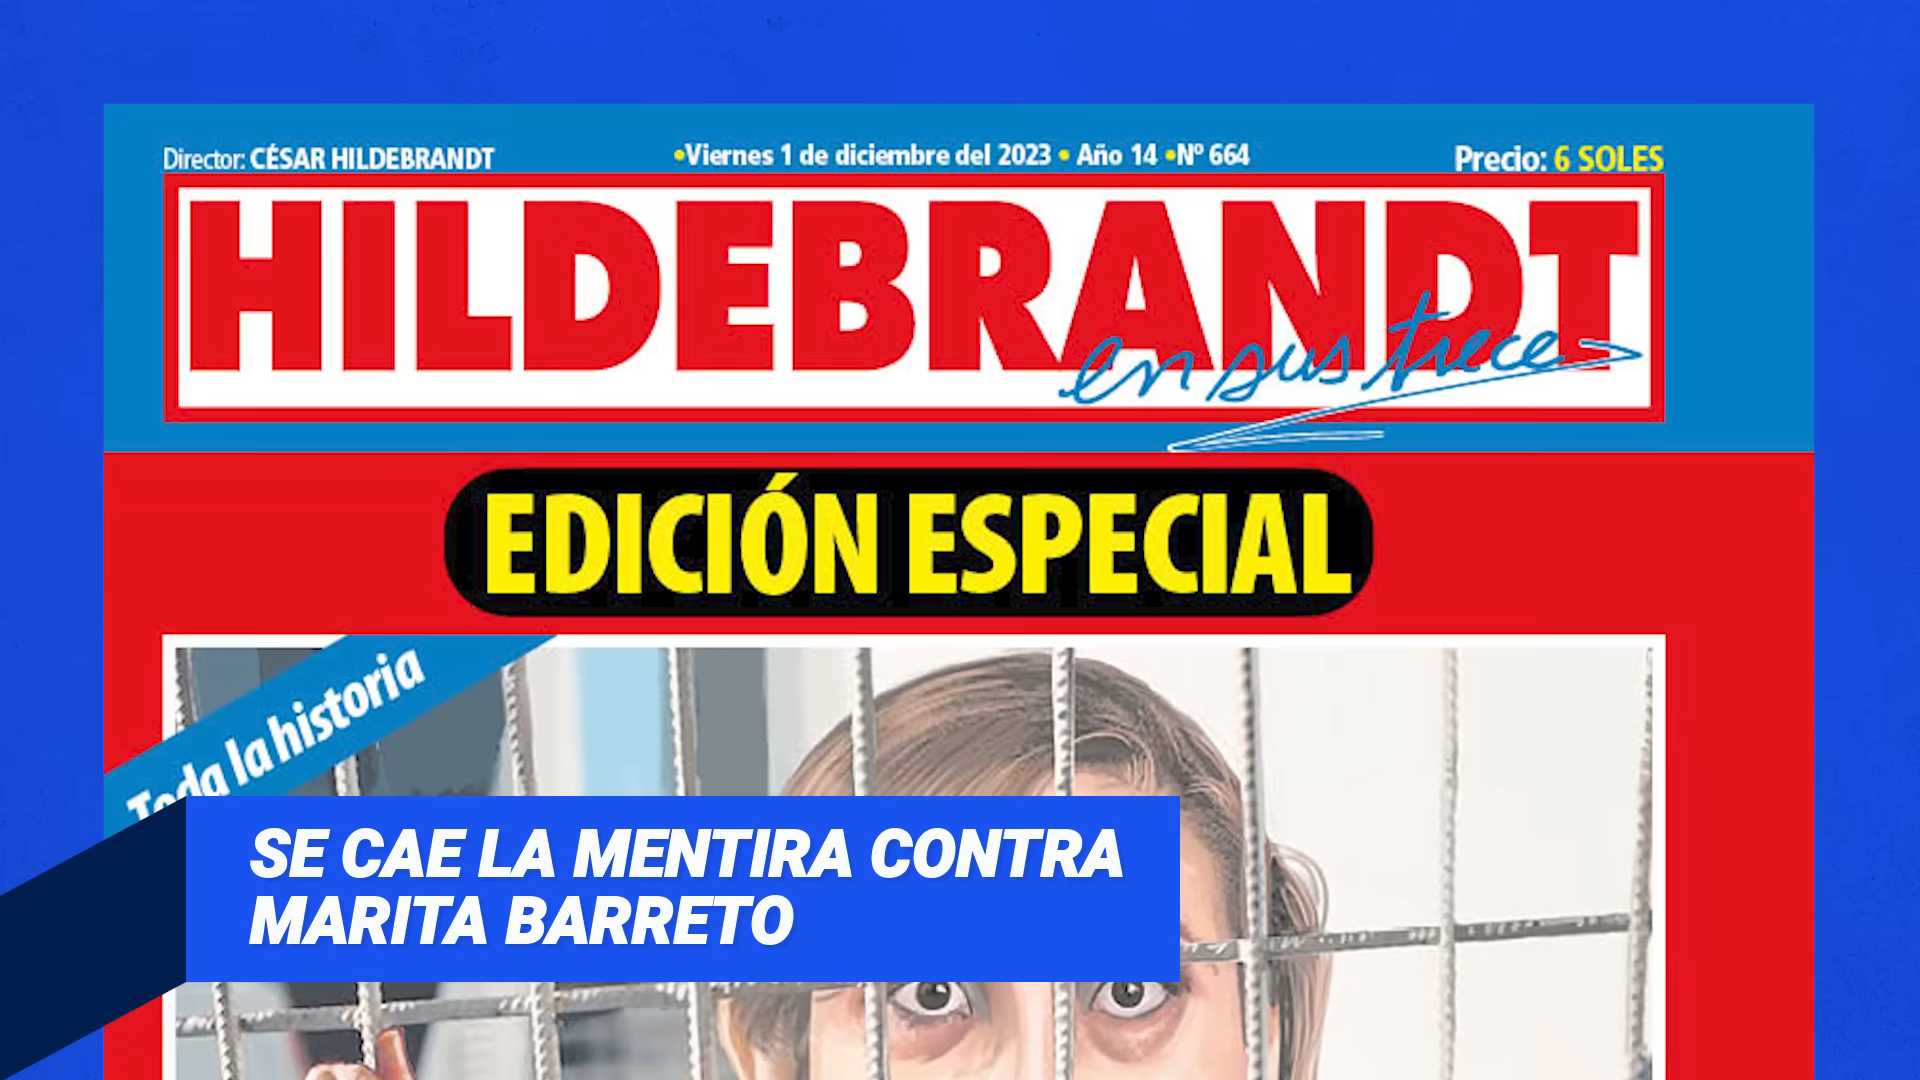 Director: CÉSAR HILDEBRANDT
•Viernes 1 de diciembre del 2023 • Año 14 •Nº 664
Precio: 6 SOLES
HILDEBRANDT
en sus trece
EDICIÓN ESPECIAL
Toda la historia
SE CAE LA MENTIRA CONTRA
MARITA BARRETO